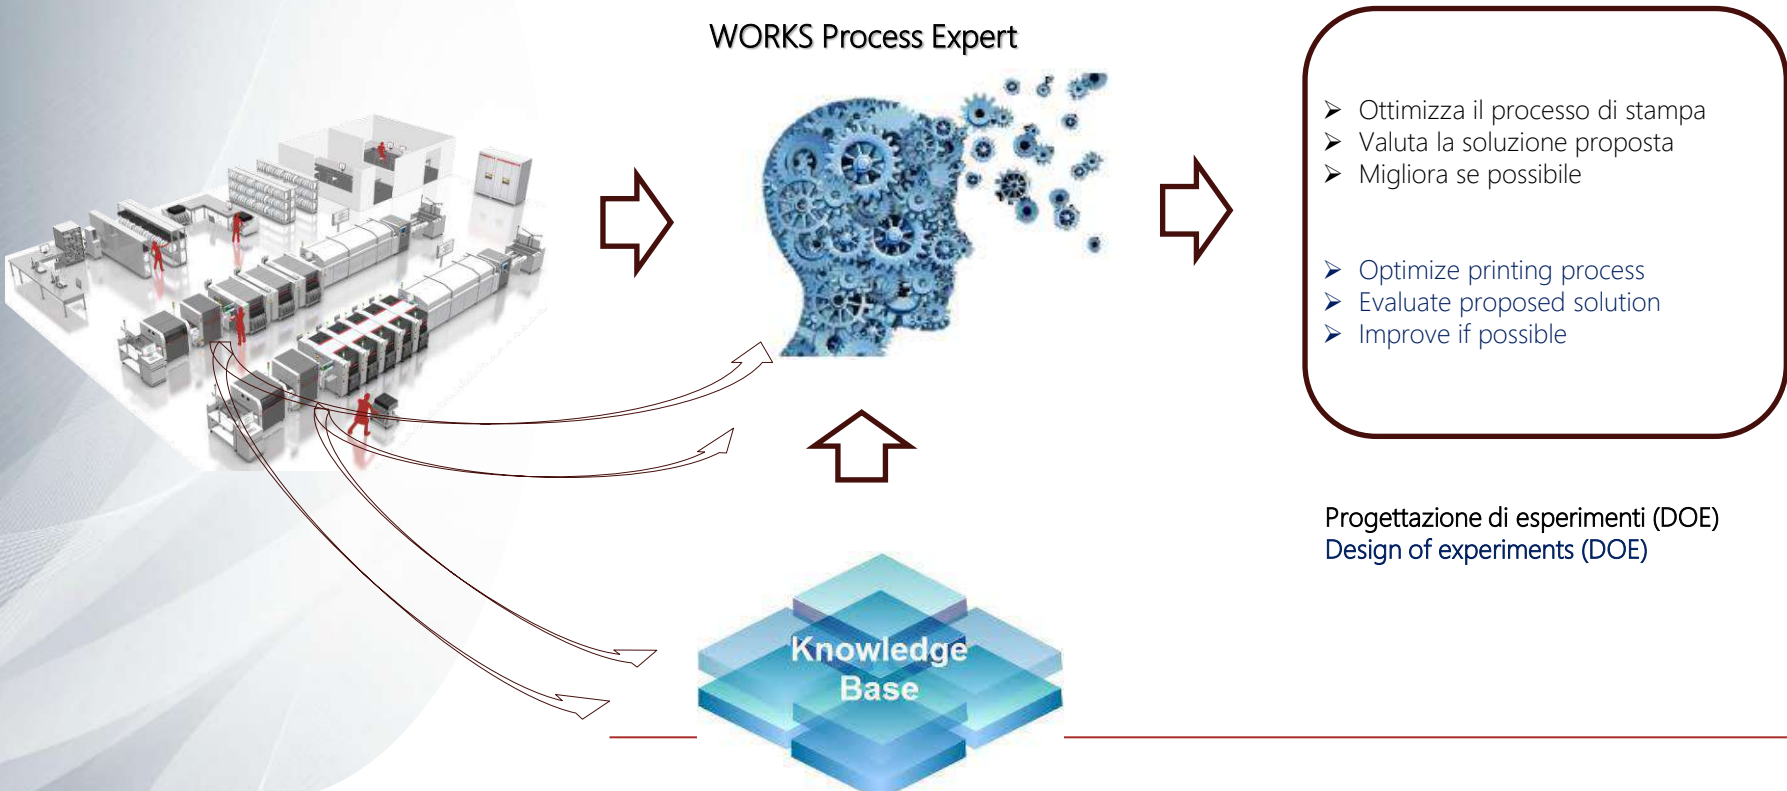 WORKS Process Expert
➢ Ottimizza il processo di stampa
➢ Valuta la soluzione proposta
➢ Migliora se possibile
➢ Optimize printing process
➢ Evaluate proposed solution
➢ Improve if possible
Progettazione di esperimenti (DOE)
Design of experiments (DOE)
Knowledge
Base